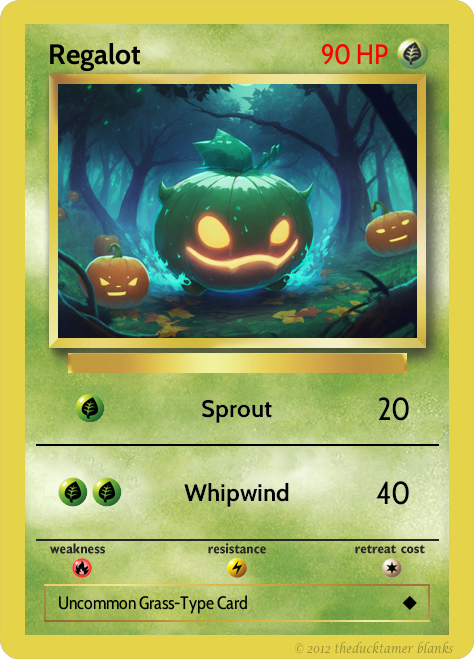 Regalot 90 HP
Sprout 20
Whipwind 40
weakness resistance retreat cost
Uncommon Grass-Type Card
© 2012 theducktamer blanks